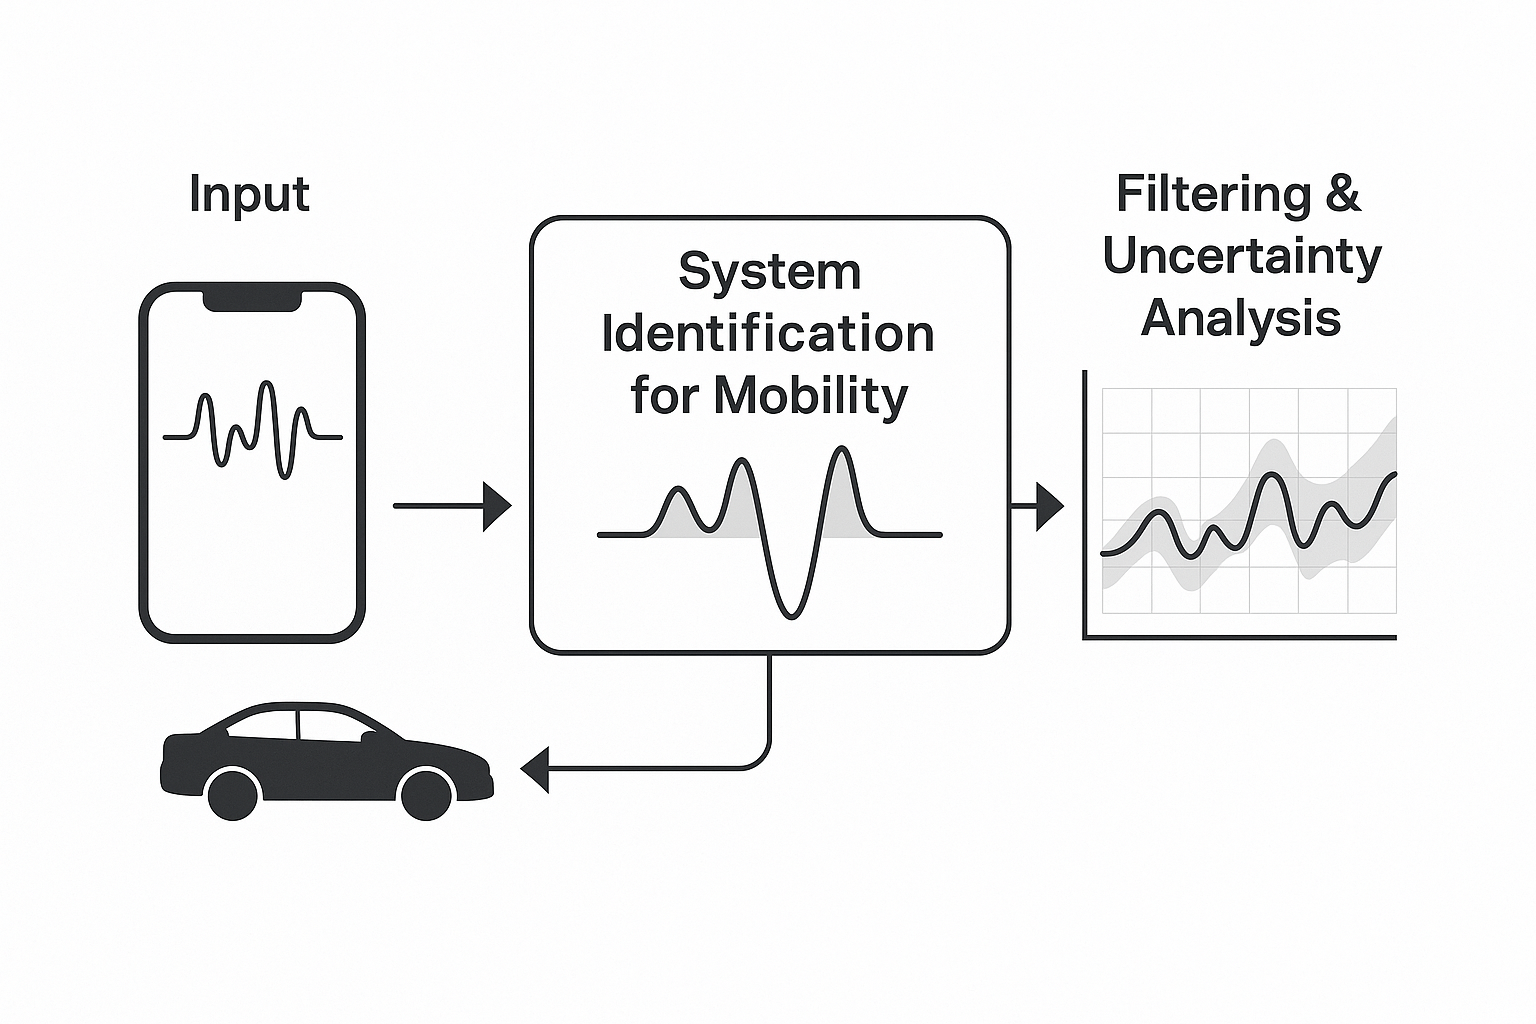 Input
System
Identification
for Mobility
Filtering &
Uncertainty
Analysis